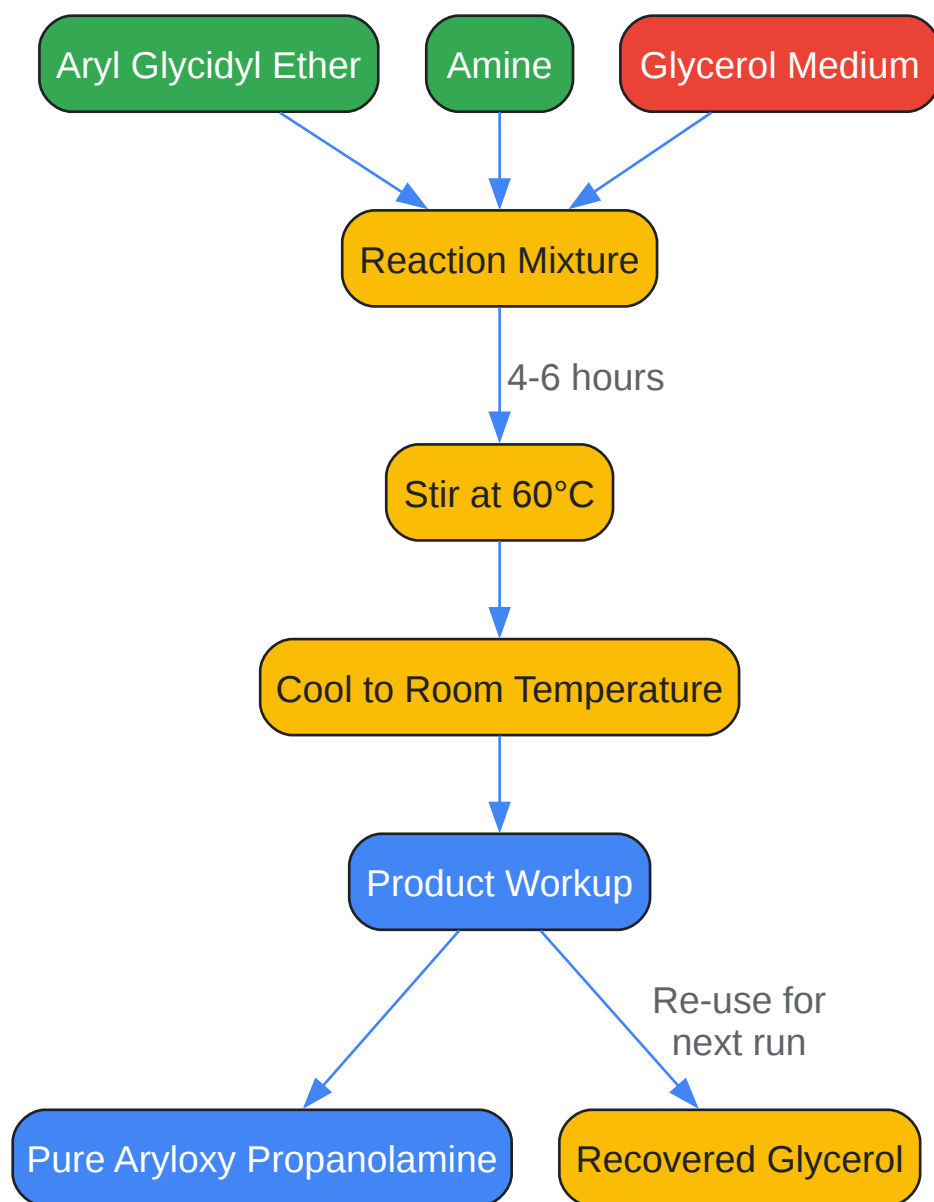 Aryl Glycidyl Ether
Amine
Glycerol Medium
Reaction Mixture
4-6 hours
Stir at 60°C
Cool to Room Temperature
Product Workup
Re-use for
next run
Pure Aryloxy Propanolamine
Recovered Glycerol